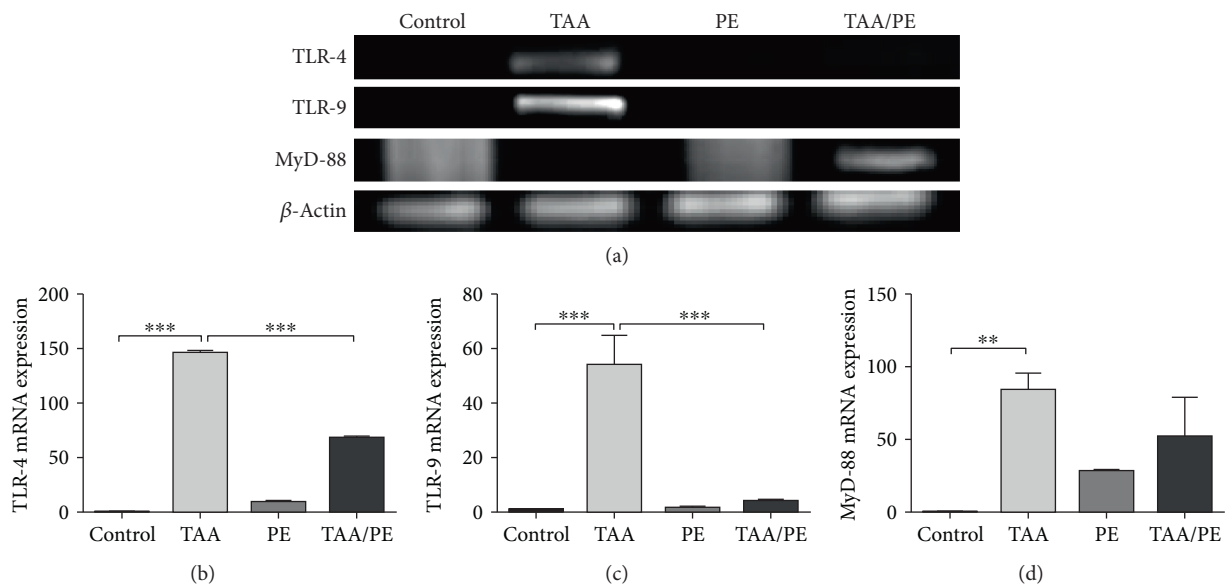 Control TAA PE TAA/PE
TLR-4
TLR-9
MyD-88
β-Actin
(a)
TLR-4 mRNA expression
200
150
100
50
0
*** ***
Control TAA PE TAA/PE
(b)
TLR-9 mRNA expression
80
60
40
20
0
*** ***
Control TAA PE TAA/PE
(c)
MyD-88 mRNA expression
150
100
50
0
**
Control TAA PE TAA/PE
(d)